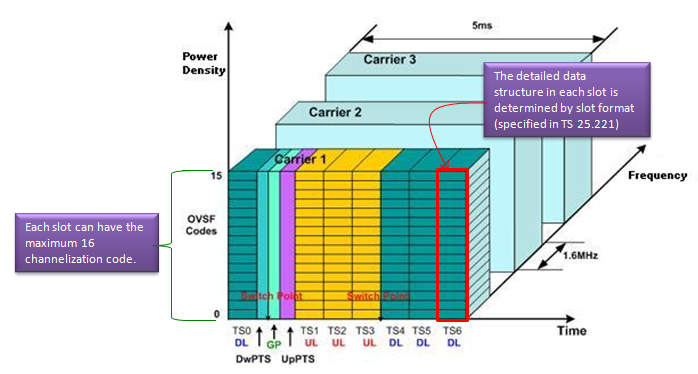 5ms
Power
Density
Carrier 3
The detailed data
structure in each slot is
determined by slot format
(specified in TS 25.221)
Carrier 2
Carrier 1
15
Frequency
Each slot can have the
maximum 16
channelization code.
OVSF
Codes
1.6MHz
Switch Point
Switch Point
0
TS0
TS1
TS2
TS3
TS4
TS5
TS6
Time
DL
GP
UL
UL
UL
DL
DL
DL
DwPTS
UpPTS